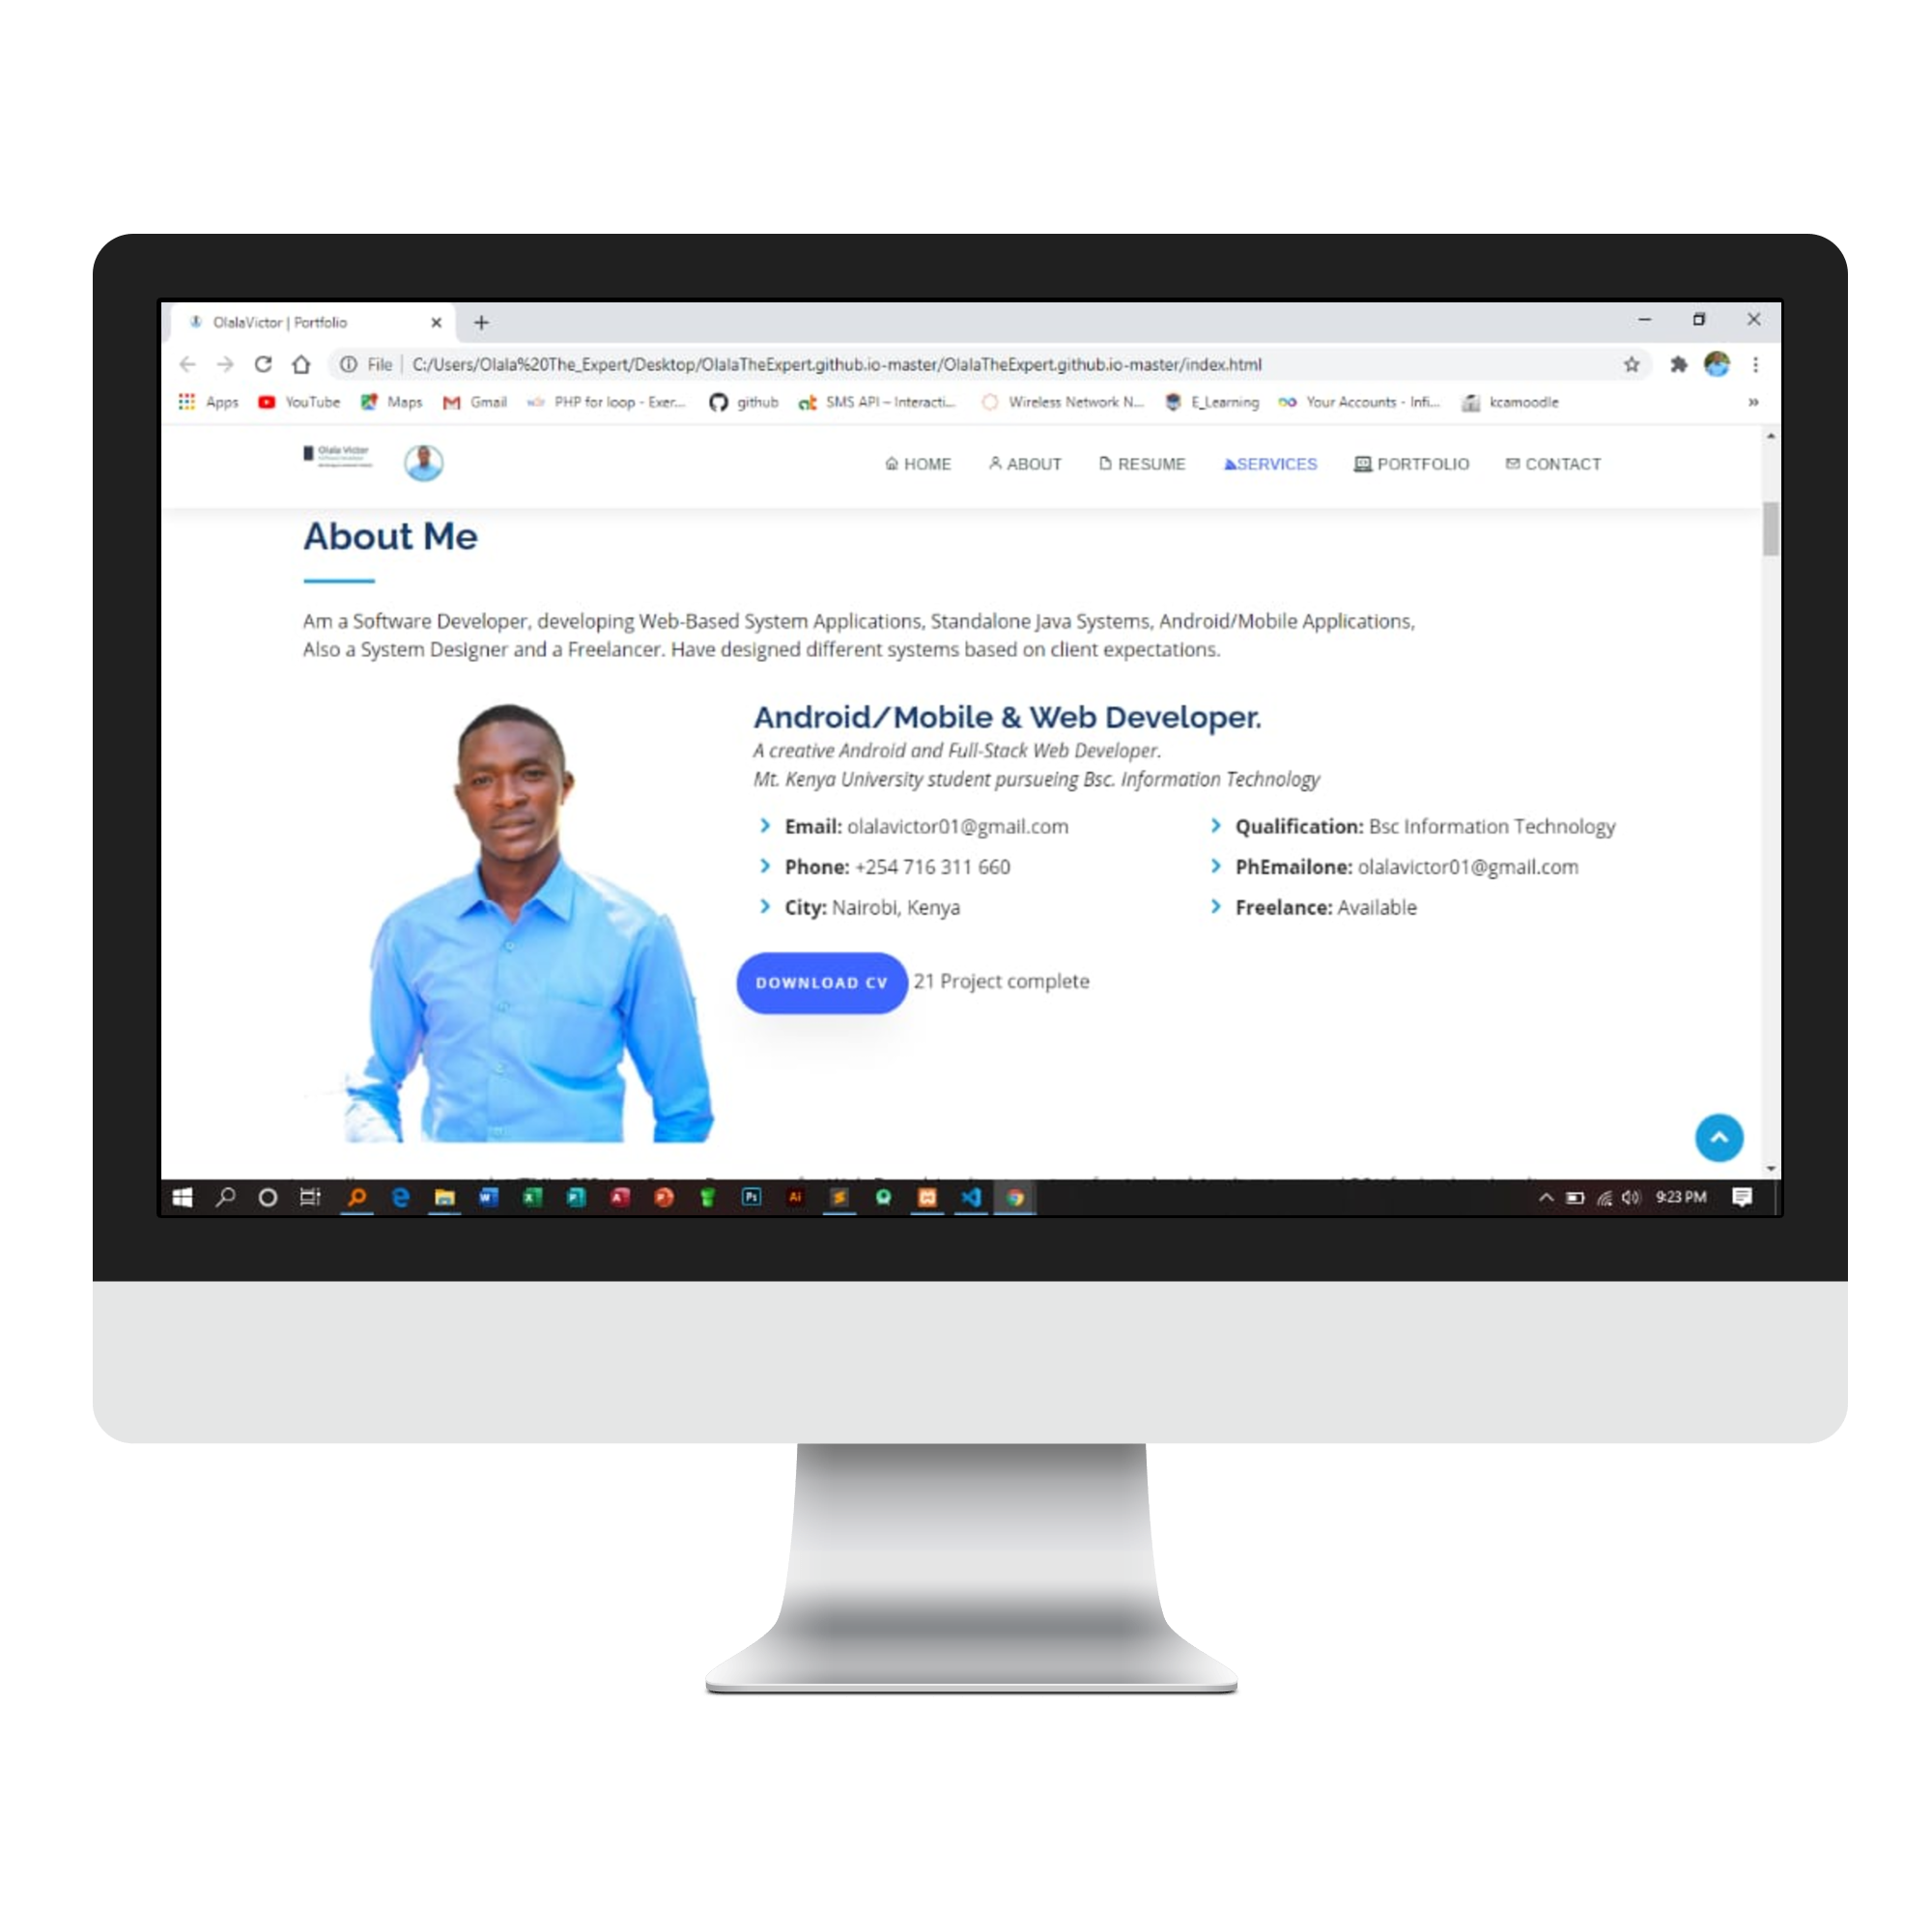 OlalaVictor | Portfolio
File | C:/Users/Olala%20The_Expert/Desktop/OlalaTheExpert.github.io-master/OlalaTheExpert.github.io-master/index.html
Apps YouTube Maps Gmail PHP for loop - Exer... github SMS API – Interacti... Wireless Network N... E_Learning Your Accounts - Infi... kcamoodle »
Olala Victor
HOME ABOUT RESUME SERVICES PORTFOLIO CONTACT
About Me
Am a Software Developer, developing Web-Based System Applications, Standalone Java Systems, Android/Mobile Applications,
Also a System Designer and a Freelancer. Have designed different systems based on client expectations.
Android/Mobile & Web Developer.
A creative Android and Full-Stack Web Developer.
Mt. Kenya University student pursueing Bsc. Information Technology
Email: olalavictor01@gmail.com
Qualification: Bsc Information Technology
Phone: +254 716 311 660
PhEmailone: olalavictor01@gmail.com
City: Nairobi, Kenya
Freelance: Available
DOWNLOAD CV 21 Project complete
Ps Ai 9:23 PM